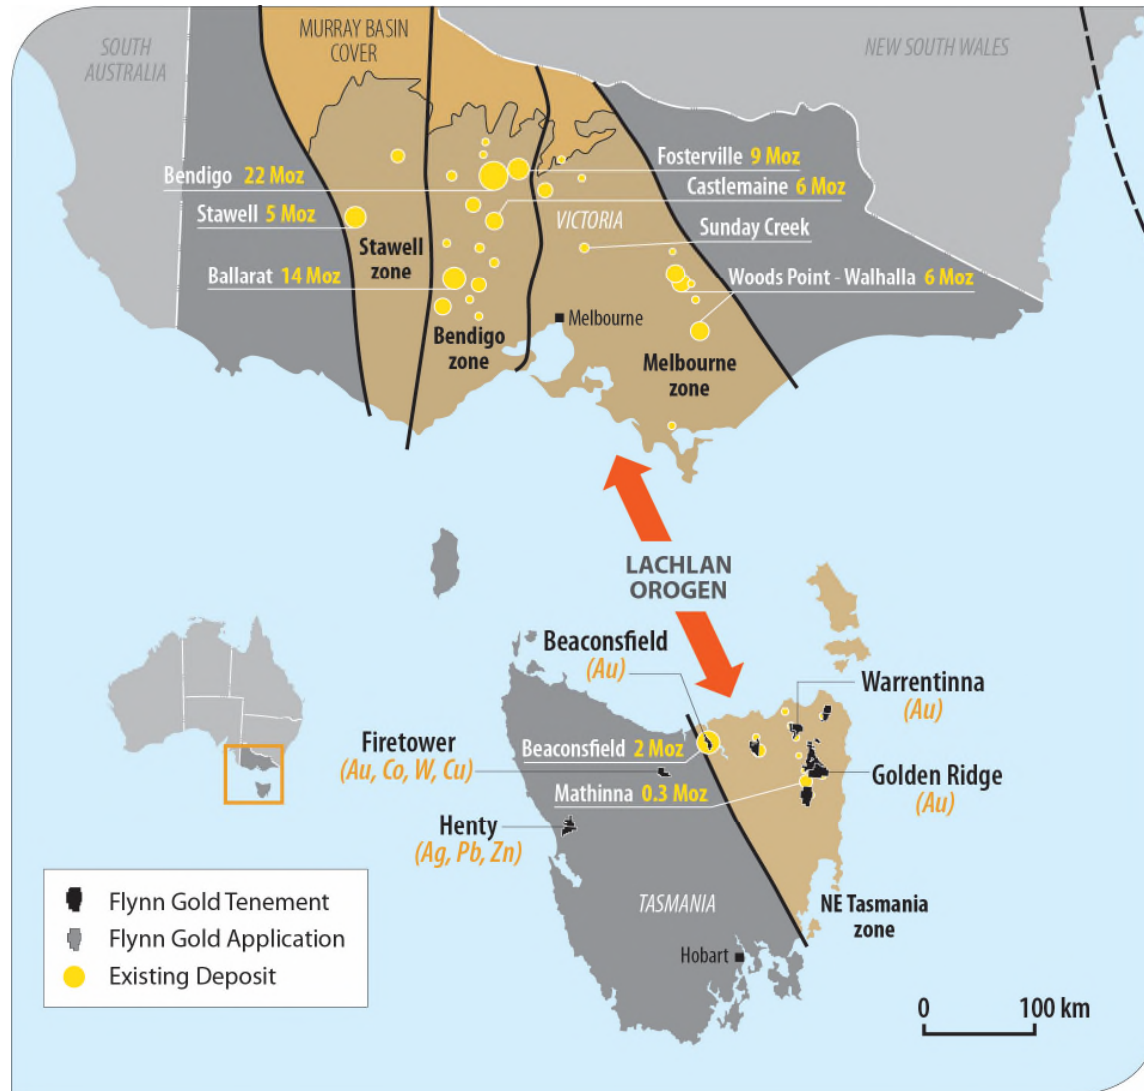 SOUTH
AUSTRALIA
MURRAY BASIN
COVER
NEW SOUTH WALES
Bendigo 22 Moz
Stawell 5 Moz
Ballarat 14 Moz
Fosterville 9 Moz
Castlemaine 6 Moz
VICTORIA
Sunday Creek
Woods Point - Walhalla 6 Moz
Stawell
zone
Bendigo
zone
Melbourne
Melbourne
zone
LACHLAN
OROGEN
Beaconsfield
(Au)
Warrentinna
(Au)
Firetower
(Au, Co, W, Cu)
Beaconsfield 2 Moz
Mathinna 0.3 Moz
Golden Ridge
(Au)
Henty
(Ag, Pb, Zn)
TASMANIA
NE Tasmania
zone
Hobart
Flynn Gold Tenement
Flynn Gold Application
Existing Deposit
0 100 km